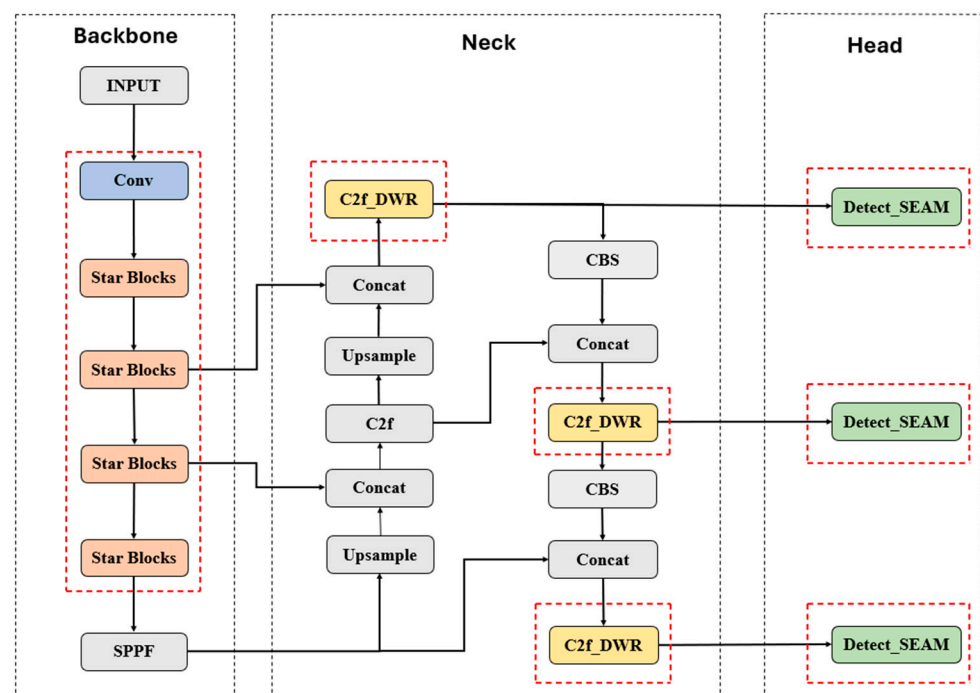 Backbone
INPUT
Conv
Star Blocks
Star Blocks
Star Blocks
Star Blocks
SPPF
Neck
C2f_DWR
Concat
Upsample
C2f
Concat
Upsample
CBS
Concat
C2f_DWR
CBS
Concat
C2f_DWR
Head
Detect_SEAM
Detect_SEAM
Detect_SEAM